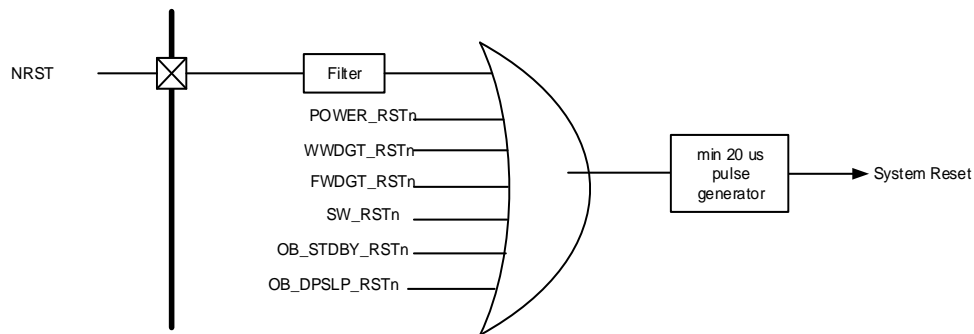 NRST
Filter
POWER_RSTn
WWDGT_RSTn
FWDGT_RSTn
SW_RSTn
OB_STDBY_RSTn
OB_DPSLP_RSTn
min 20 us
pulse
generator
System Reset